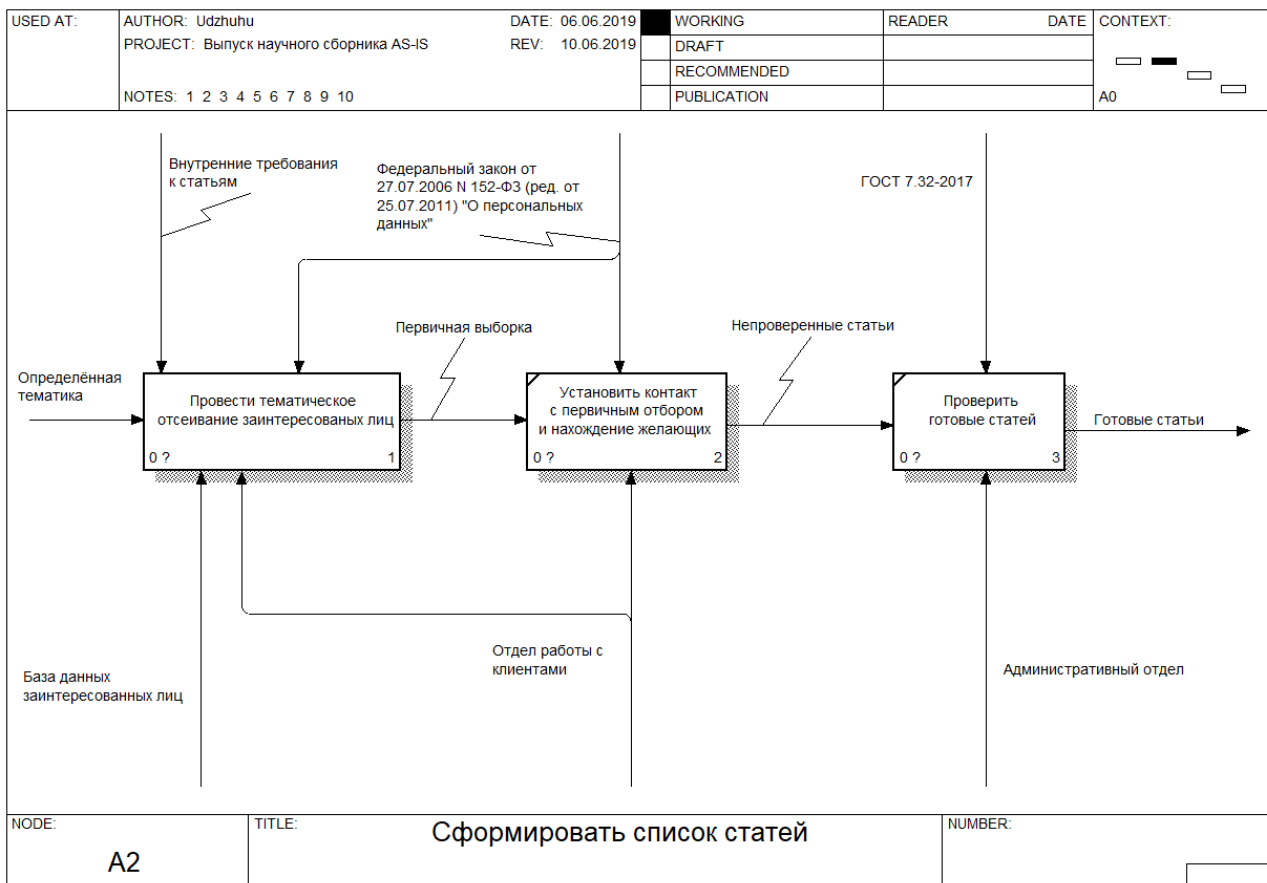 USED AT:
AUTHOR: Udzhuhu
DATE: 06.06.2019
PROJECT: Выпуск научного сборника AS-IS
REV: 10.06.2019
NOTES: 1 2 3 4 5 6 7 8 9 10
WORKING
DRAFT
RECOMMENDED
PUBLICATION
READER
DATE
CONTEXT:
A0
Внутренние требования
к статьям
Федеральный закон от
27.07.2006 N 152-ФЗ (ред. от
25.07.2011) "О персональных
данных"
ГОСТ 7.32-2017
Первичная выборка
Непроверенные статьи
Определённая
тематика
Провести тематическое
отсеивание заинтересованых лиц
0 ?
1
Установить контакт
с первичным отбором
и нахождение желающих
0 ?
2
Проверить
готовые статей
0 ?
3
Готовые статьи
База данных
заинтересованных лиц
Отдел работы с
клиентами
Административный отдел
NODE:
A2
TITLE:
Сформировать список статей
NUMBER: